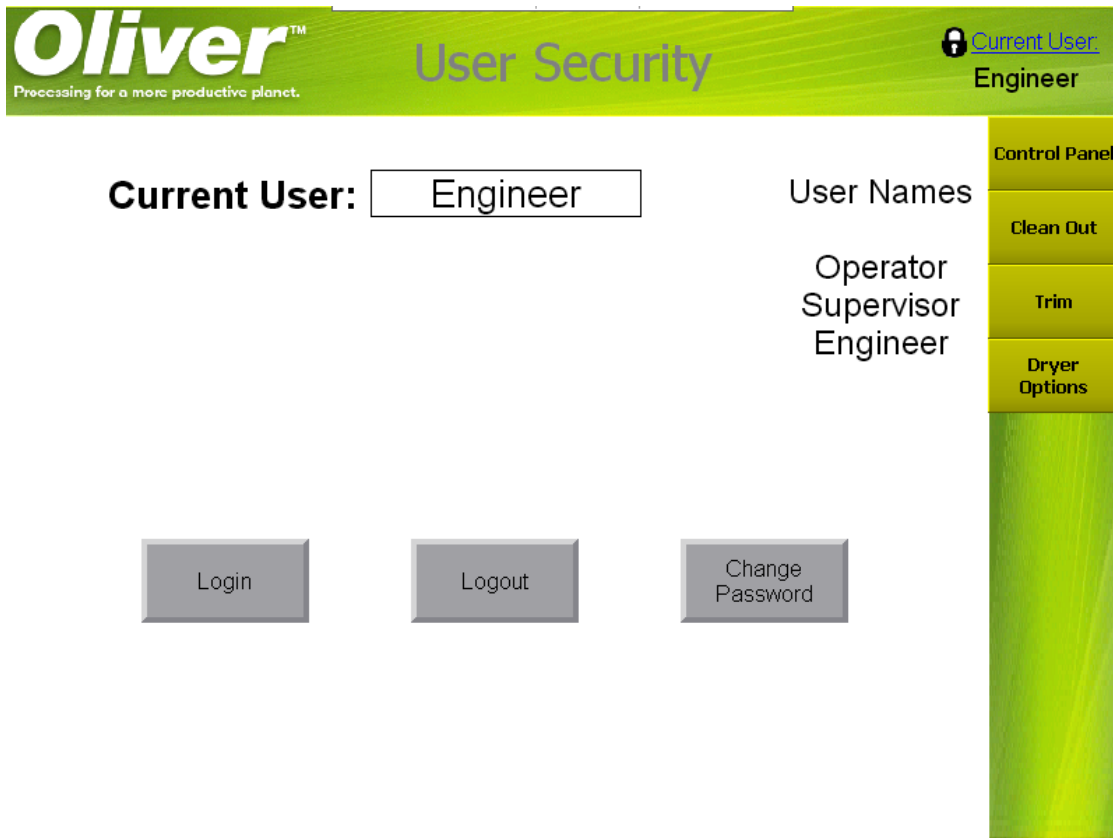 Oliver™
Processing for a more productive planet.
User Security
Current User:
Engineer
Current User:
Engineer
User Names
Operator
Supervisor
Engineer
Control Panel
Clean Out
Trim
Dryer
Options
Login
Logout
Change
Password